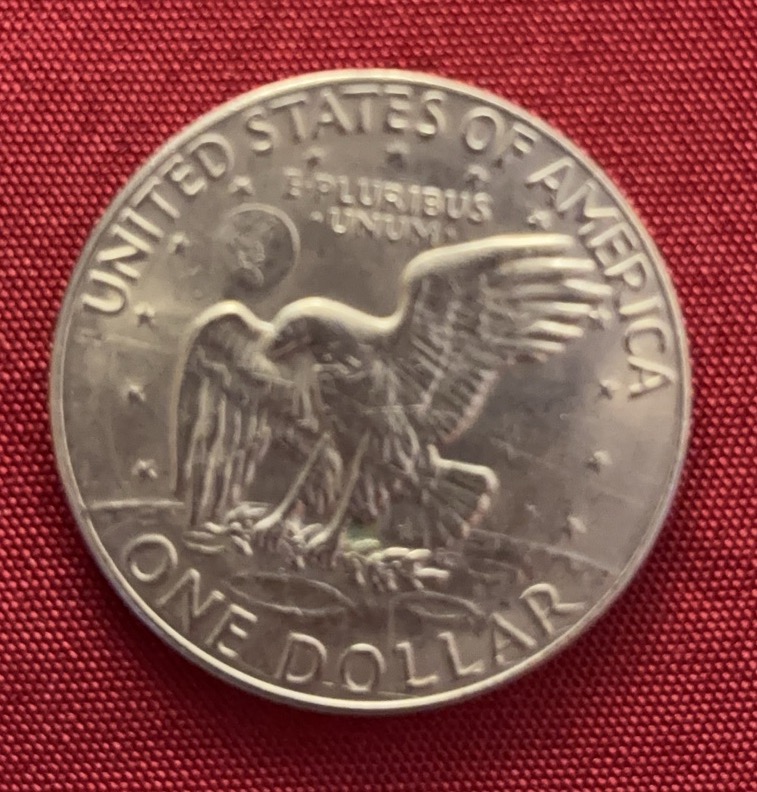 UNITED STATES OF AMERICA
E·PLURIBUS
·UNUM·
ONE DOLLAR